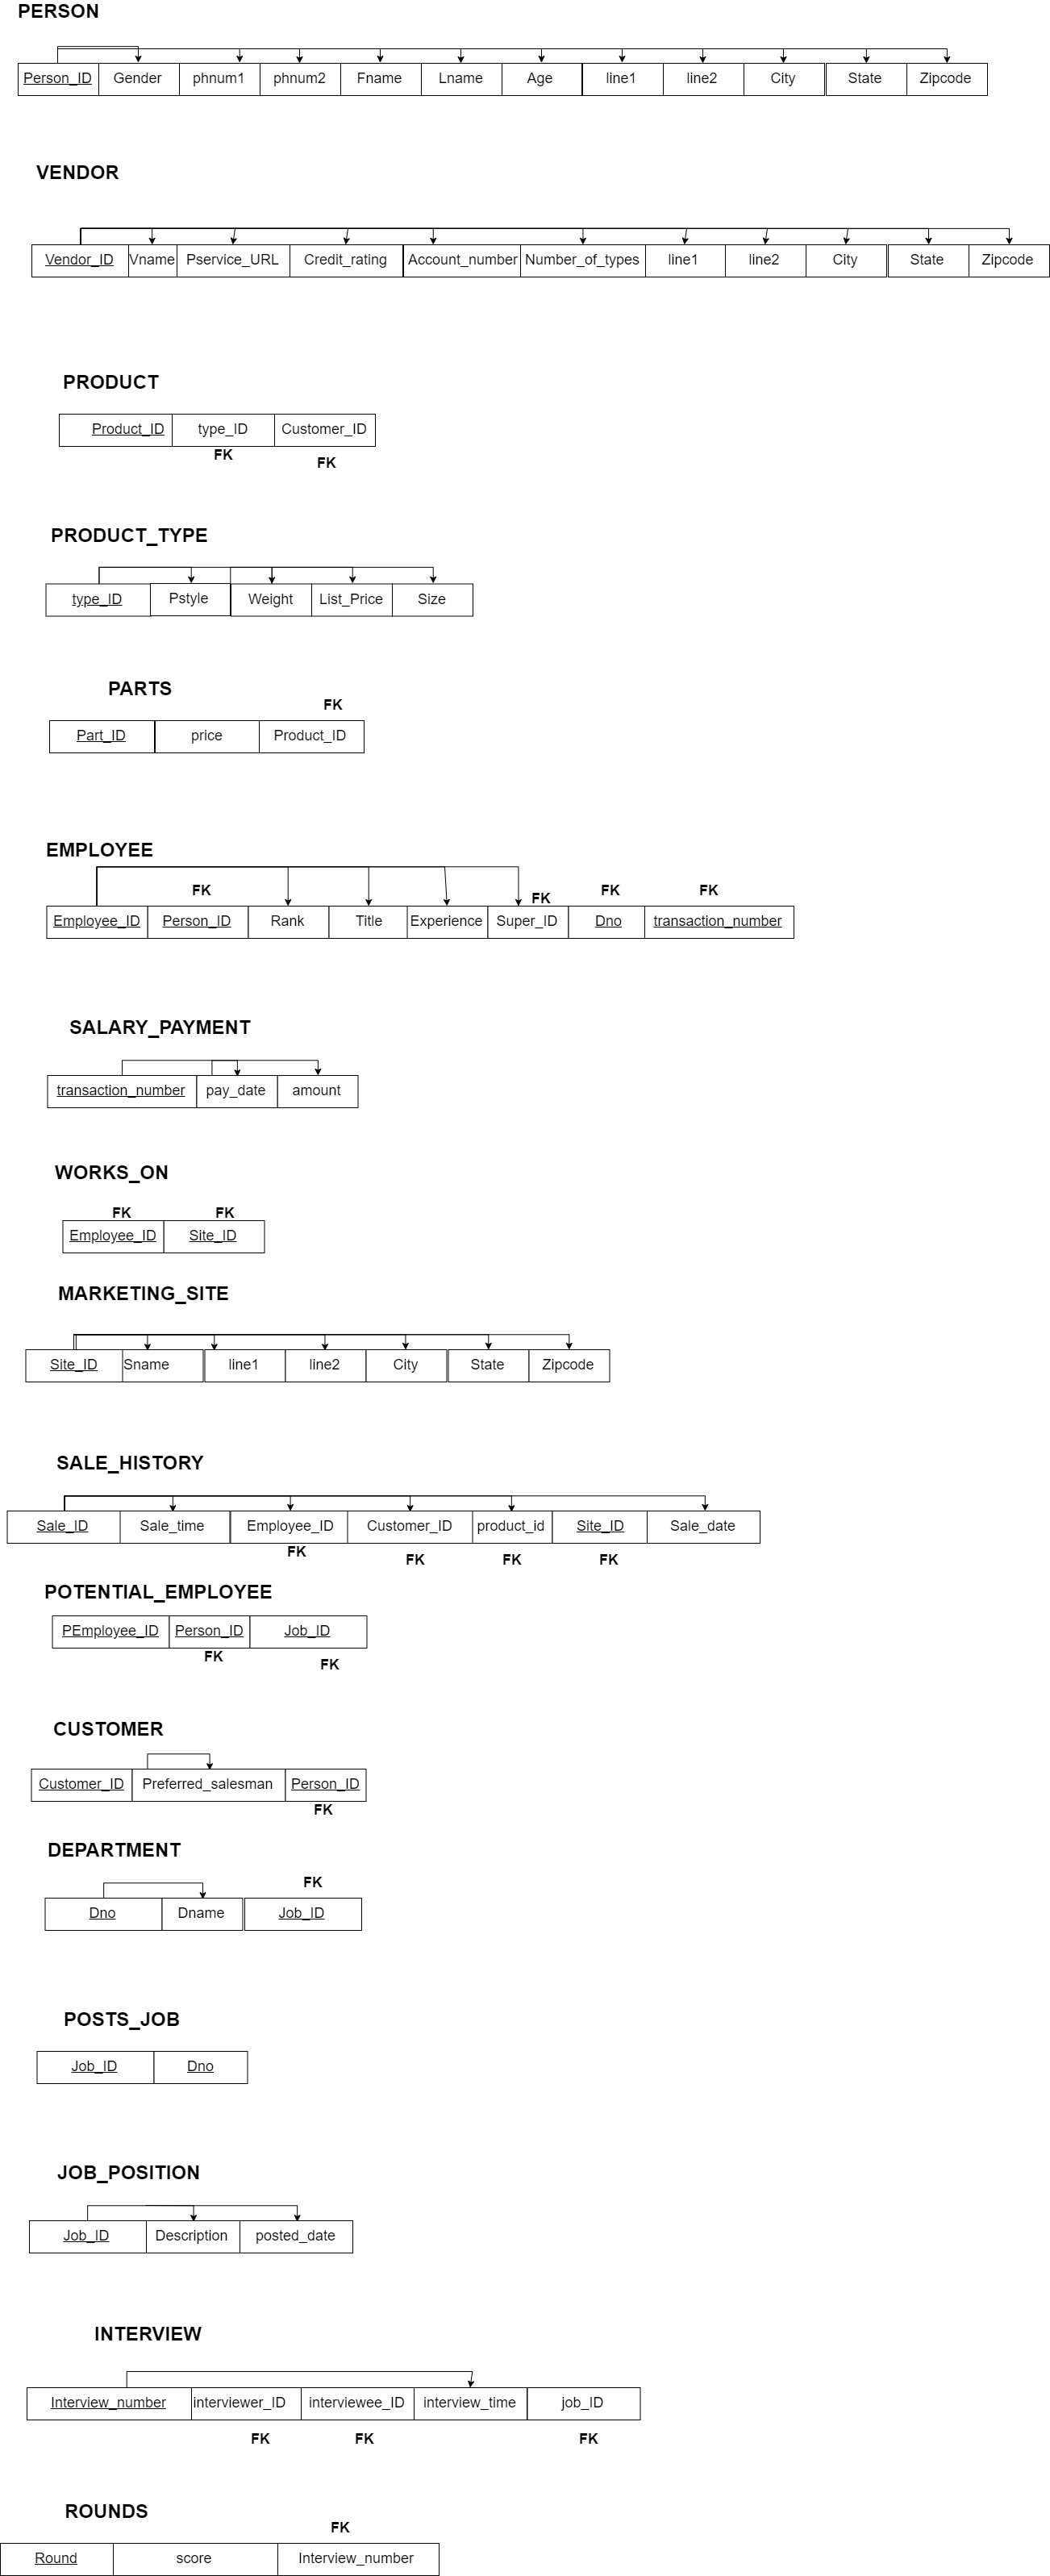 PERSON
Person_ID Gender phnum1 phnum2 Fname Lname Age line1 line2 City State Zipcode
VENDOR
Vendor_ID Vname Pservice_URL Credit_rating Account_number Number_of_types line1 line2 City State Zipcode
PRODUCT
Product_ID type_ID Customer_ID
FK FK
PRODUCT_TYPE
type_ID Pstyle Weight List_Price Size
PARTS
FK
Part_ID price Product_ID
EMPLOYEE
FK FK FK FK
Employee_ID Person_ID Rank Title Experience Super_ID Dno transaction_number
SALARY_PAYMENT
transaction_number pay_date amount
WORKS_ON
FK FK
Employee_ID Site_ID
MARKETING_SITE
Site_ID Sname line1 line2 City State Zipcode
SALE_HISTORY
Sale_ID Sale_time Employee_ID Customer_ID product_id Site_ID Sale_date
FK FK FK FK
POTENTIAL_EMPLOYEE
PEmployee_ID Person_ID Job_ID
FK FK
CUSTOMER
Customer_ID Preferred_salesman Person_ID
FK
DEPARTMENT
FK
Dno Dname Job_ID
POSTS_JOB
Job_ID Dno
JOB_POSITION
Job_ID Description posted_date
INTERVIEW
Interview_number interviewer_ID interviewee_ID interview_time job_ID
FK FK FK
ROUNDS
FK
Round score Interview_number